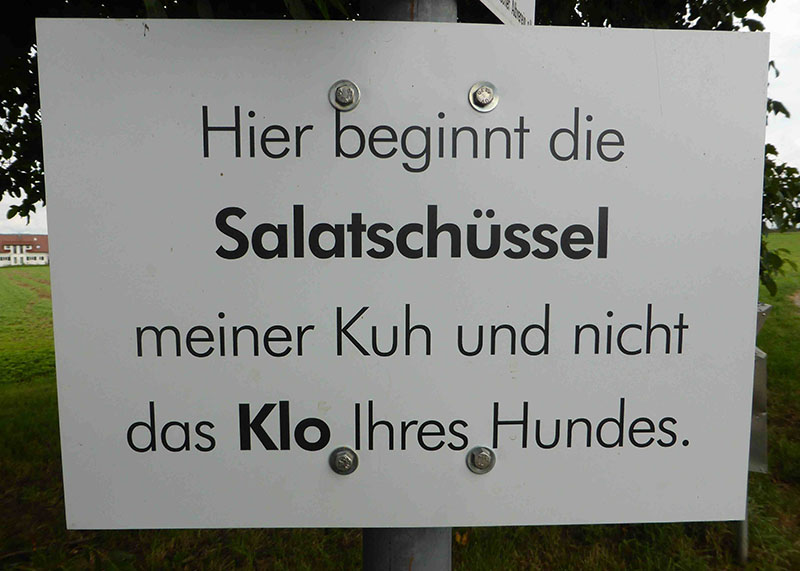 Hier beginnt die
Salatschüssel
meiner Kuh und nicht
das Klo Ihres Hundes.